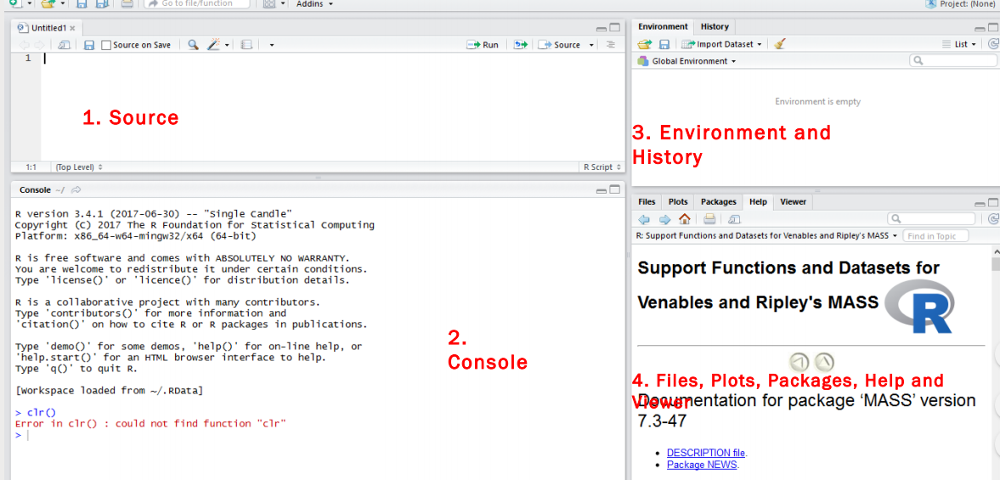 Go to file/function
Addins
Project: (None)
Untitled1
Source on Save
Run
Source
1
1. Source
1:1 (Top Level)
R Script
Console ~/
R version 3.4.1 (2017-06-30) -- "Single Candle"
Copyright (C) 2017 The R Foundation for Statistical Computing
Platform: x86_64-w64-mingw32/x64 (64-bit)
R is free software and comes with ABSOLUTELY NO WARRANTY.
You are welcome to redistribute it under certain conditions.
Type 'license()' or 'licence()' for distribution details.
R is a collaborative project with many contributors.
Type 'contributors()' for more information and
'citation()' on how to cite R or R packages in publications.
Type 'demo()' for some demos, 'help()' for on-line help, or
'help.start()' for an HTML browser interface to help.
Type 'q()' to quit R.
[Workspace loaded from ~/.RData]
> clr()
Error in clr() : could not find function "clr"
>
2.
Console
Environment History
Import Dataset
List
Global Environment
Environment is empty
3. Environment and
History
Files Plots Packages Help Viewer
R: Support Functions and Datasets for Venables and Ripley's MASS
Find in Topic
Support Functions and Datasets for
Venables and Ripley's MASS
R
4. Files, Plots, Packages, Help and
Viewer
Documentation for package ‘MASS’ version
7.3-47
DESCRIPTION file.
Package NEWS.